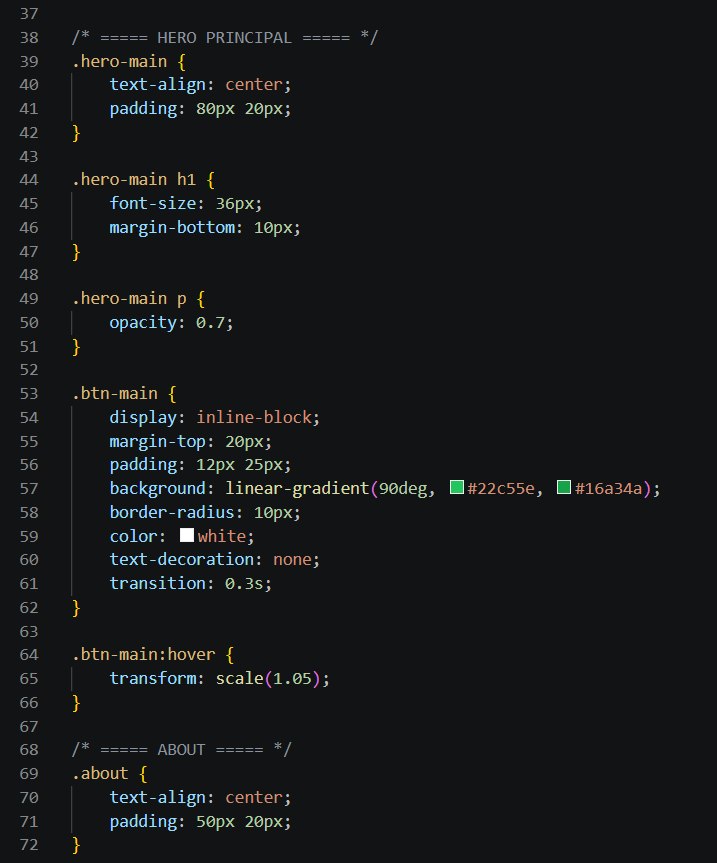 37
38 /* ===== HERO PRINCIPAL ===== */
39 .hero-main {
40     text-align: center;
41     padding: 80px 20px;
42 }
43
44 .hero-main h1 {
45     font-size: 36px;
46     margin-bottom: 10px;
47 }
48
49 .hero-main p {
50     opacity: 0.7;
51 }
52
53 .btn-main {
54     display: inline-block;
55     margin-top: 20px;
56     padding: 12px 25px;
57     background: linear-gradient(90deg, #22c55e, #16a34a);
58     border-radius: 10px;
59     color: white;
60     text-decoration: none;
61     transition: 0.3s;
62 }
63
64 .btn-main:hover {
65     transform: scale(1.05);
66 }
67
68 /* ===== ABOUT ===== */
69 .about {
70     text-align: center;
71     padding: 50px 20px;
72 }